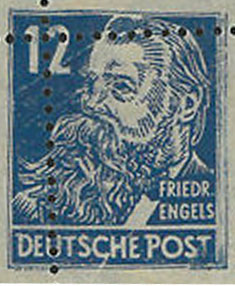 12
FRIEDR.
ENGELS
DEUTSCHE POST